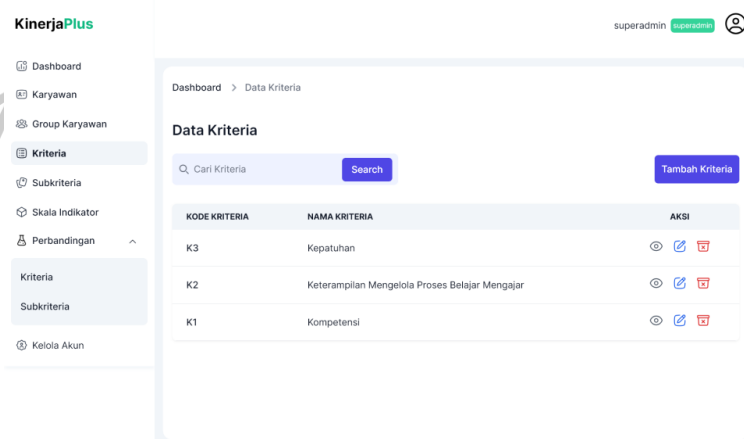 KinerjaPlus
superadmin superadmin
Dashboard
Karyawan
Group Karyawan
Kriteria
Subkriteria
Skala Indikator
Perbandingan
Kriteria
Subkriteria
Kelola Akun
Dashboard > Data Kriteria
Data Kriteria
Cari Kriteria Search Tambah Kriteria
KODE KRITERIA NAMA KRITERIA AKSI
K3 Kepatuhan
K2 Keterampilan Mengelola Proses Belajar Mengajar
K1 Kompetensi